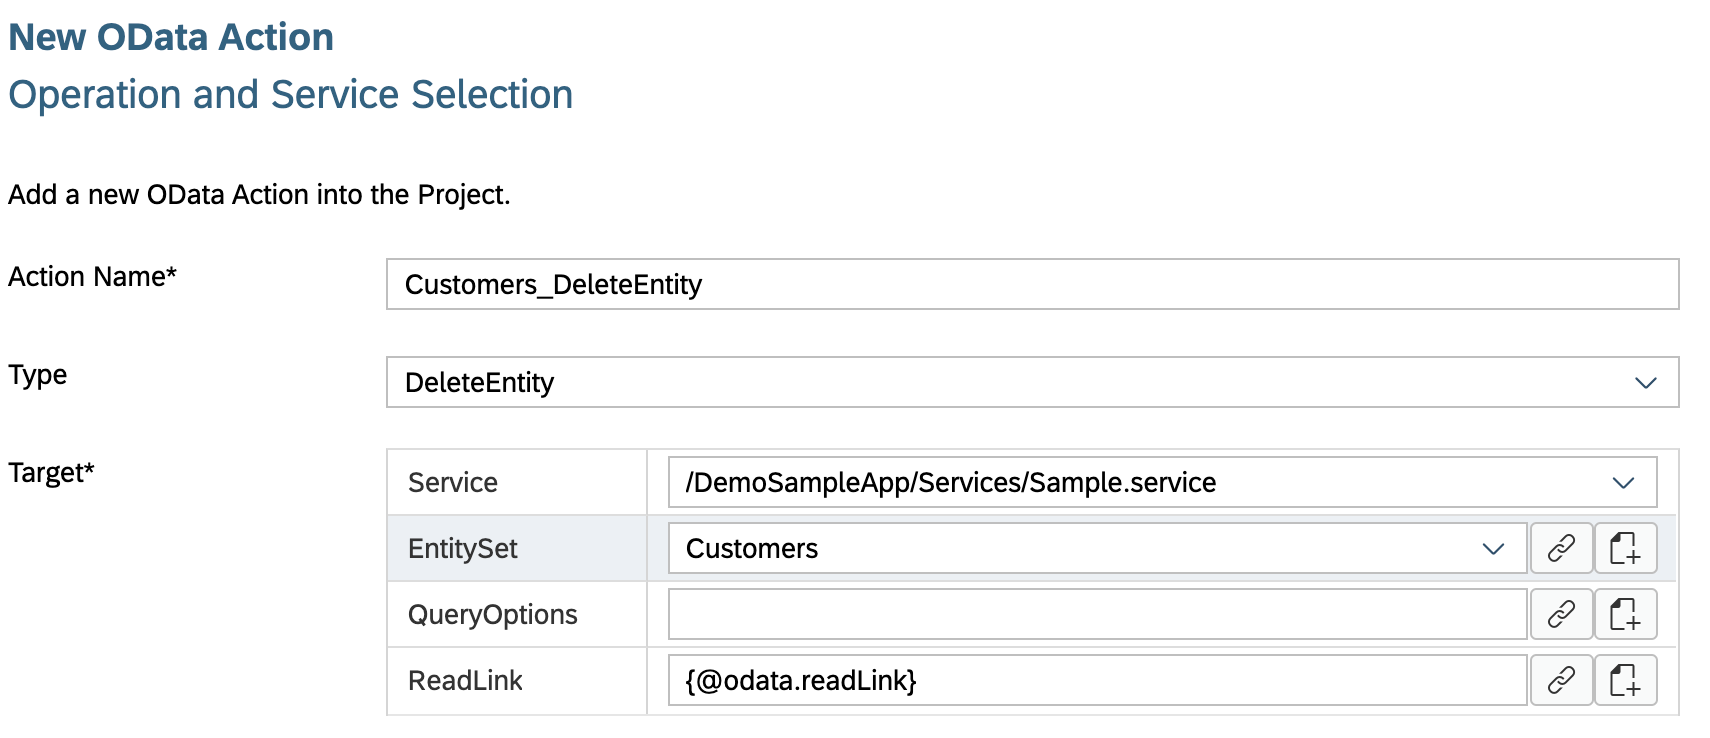 New OData Action
Operation and Service Selection
Add a new OData Action into the Project.
Action Name* Customers_DeleteEntity
Type DeleteEntity
Target* Service /DemoSampleApp/Services/Sample.service
EntitySet Customers
QueryOptions
ReadLink {@odata.readLink}